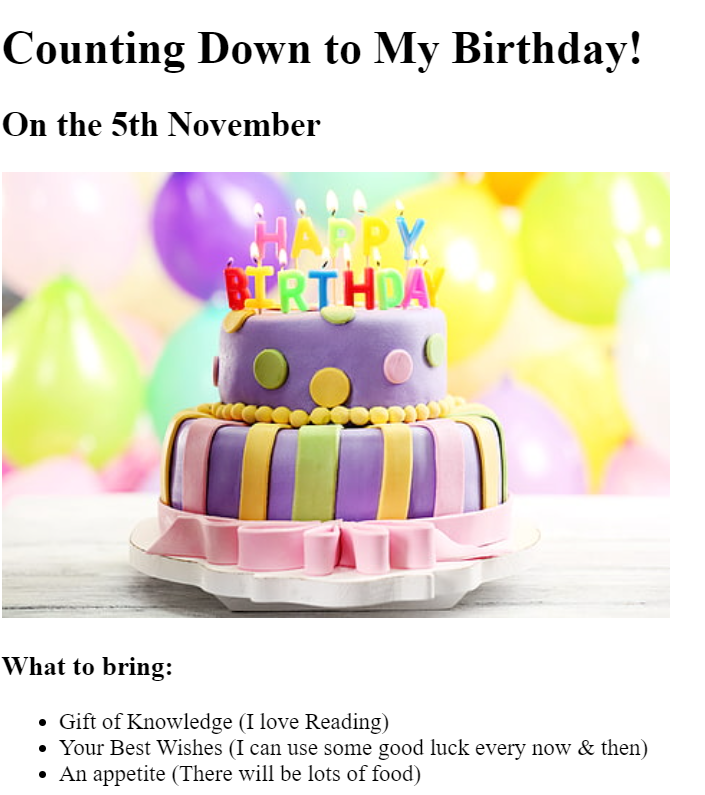 Counting Down to My Birthday!
On the 5th November
HAPPY
BIRTHDAY
What to bring:
Gift of Knowledge (I love Reading)
Your Best Wishes (I can use some good luck every now & then)
An appetite (There will be lots of food)